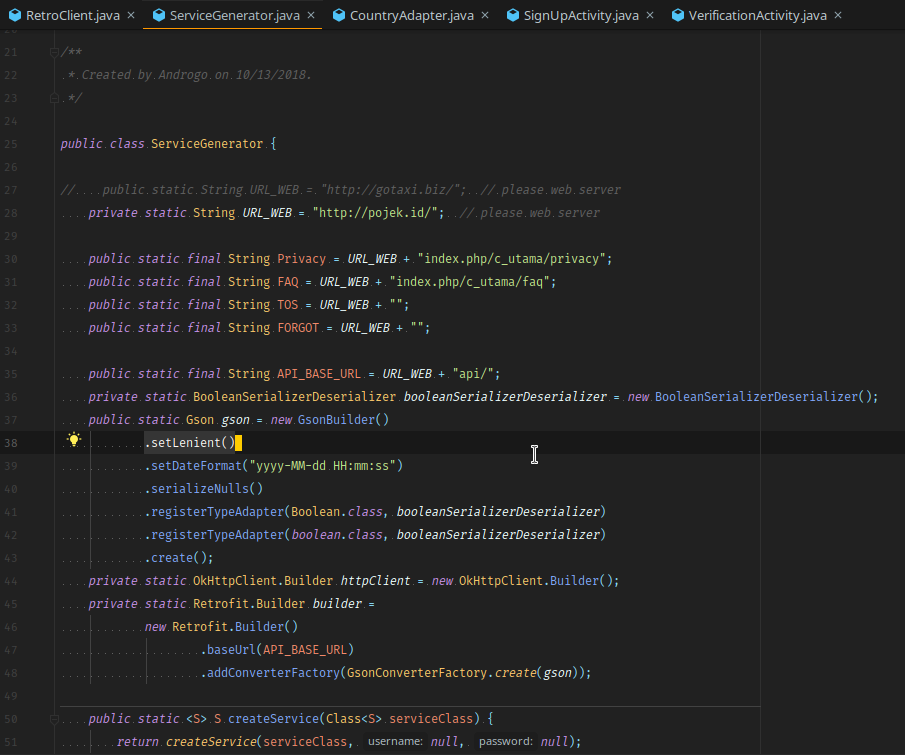 RetroClient.java × ServiceGenerator.java × CountryAdapter.java × SignUpActivity.java × VerificationActivity.java ×
21 /**
22 * Created by Androgo on 10/13/2018.
23 */
24
25 public class ServiceGenerator {
26
27 // public static String URL_WEB = "http://gotaxi.biz/"; // please web server
28 private static String URL_WEB = "http://pojek.id/"; // please web server
29
30 public static final String Privacy = URL_WEB + "index.php/c_utama/privacy";
31 public static final String FAQ = URL_WEB + "index.php/c_utama/faq";
32 public static final String TOS = URL_WEB + "";
33 public static final String FORGOT = URL_WEB + "";
34
35 public static final String API_BASE_URL = URL_WEB + "api/";
36 private static BooleanSerializerDeserializer booleanSerializerDeserializer = new BooleanSerializerDeserializer();
37 public static Gson gson = new GsonBuilder()
38 .setLenient()
39 .setDateFormat("yyyy-MM-dd HH:mm:ss")
40 .serializeNulls()
41 .registerTypeAdapter(Boolean.class, booleanSerializerDeserializer)
42 .registerTypeAdapter(boolean.class, booleanSerializerDeserializer)
43 .create();
44 private static OkHttpClient.Builder httpClient = new OkHttpClient.Builder();
45 private static Retrofit.Builder builder =
46 new Retrofit.Builder()
47 .baseUrl(API_BASE_URL)
48 .addConverterFactory(GsonConverterFactory.create(gson));
49
50 public static <S> S createService(Class<S> serviceClass) {
51 return createService(serviceClass, username: null, password: null);